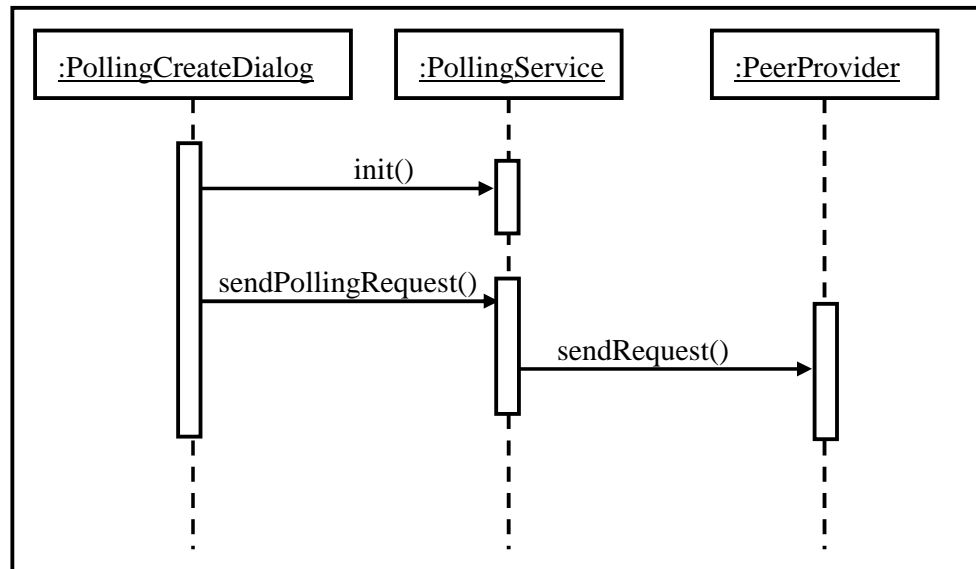 :PollingCreateDialog
:PollingService
:PeerProvider
init()
sendPollingRequest()
sendRequest()